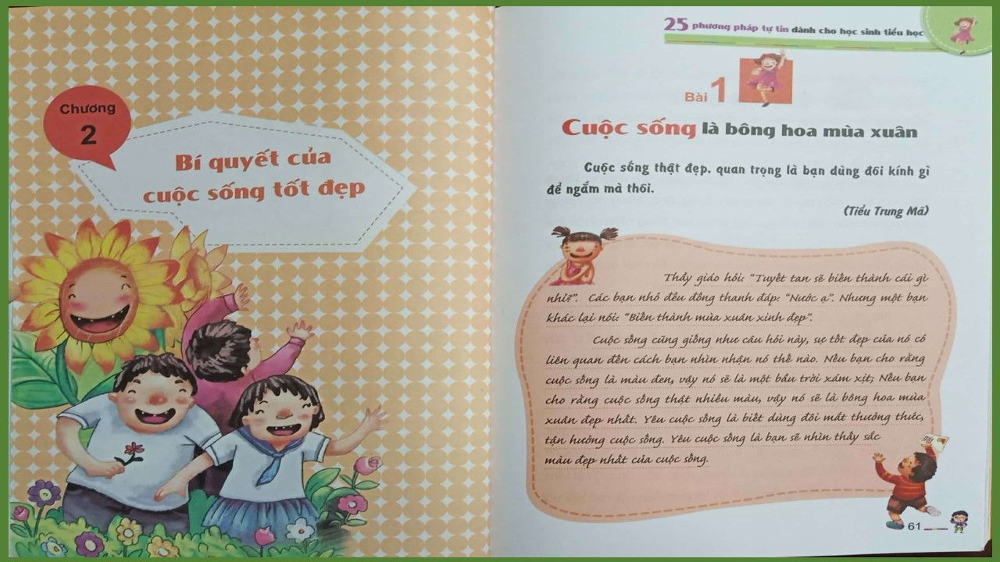 Chương
2
Bí quyết của
cuộc sống tốt đẹp
25 phương pháp tự tin dành cho học sinh tiểu học
Bài 1
Cuộc sống là bông hoa mùa xuân
Cuộc sống thật đẹp, quan trọng là bạn dùng đôi kính gì
để ngắm mà thôi.
(Tiểu Trung Mã)
Thầy giáo hỏi: “Tuyết tan sẽ biến thành cái gì
nhỉ?”. Các bạn nhỏ đều đồng thanh đáp: “Nước ạ”. Nhưng một bạn
khác lại nói: “Biến thành mùa xuân xinh đẹp”.
Cuộc sống cũng giống như câu hỏi này, sự tốt đẹp của nó có
liên quan đến cách bạn nhìn nhận nó thế nào. Nếu bạn cho rằng
cuộc sống là màu đen, vậy nó sẽ là một bầu trời xám xịt; Nếu bạn
cho rằng cuộc sống thật nhiều màu, vậy nó sẽ là bông hoa mùa
xuân đẹp nhất. Yêu cuộc sống là biết dùng đôi mắt thưởng thức,
tận hưởng cuộc sống. Yêu cuộc sống là bạn sẽ nhìn thấy sắc
màu đẹp nhất của cuộc sống.
61